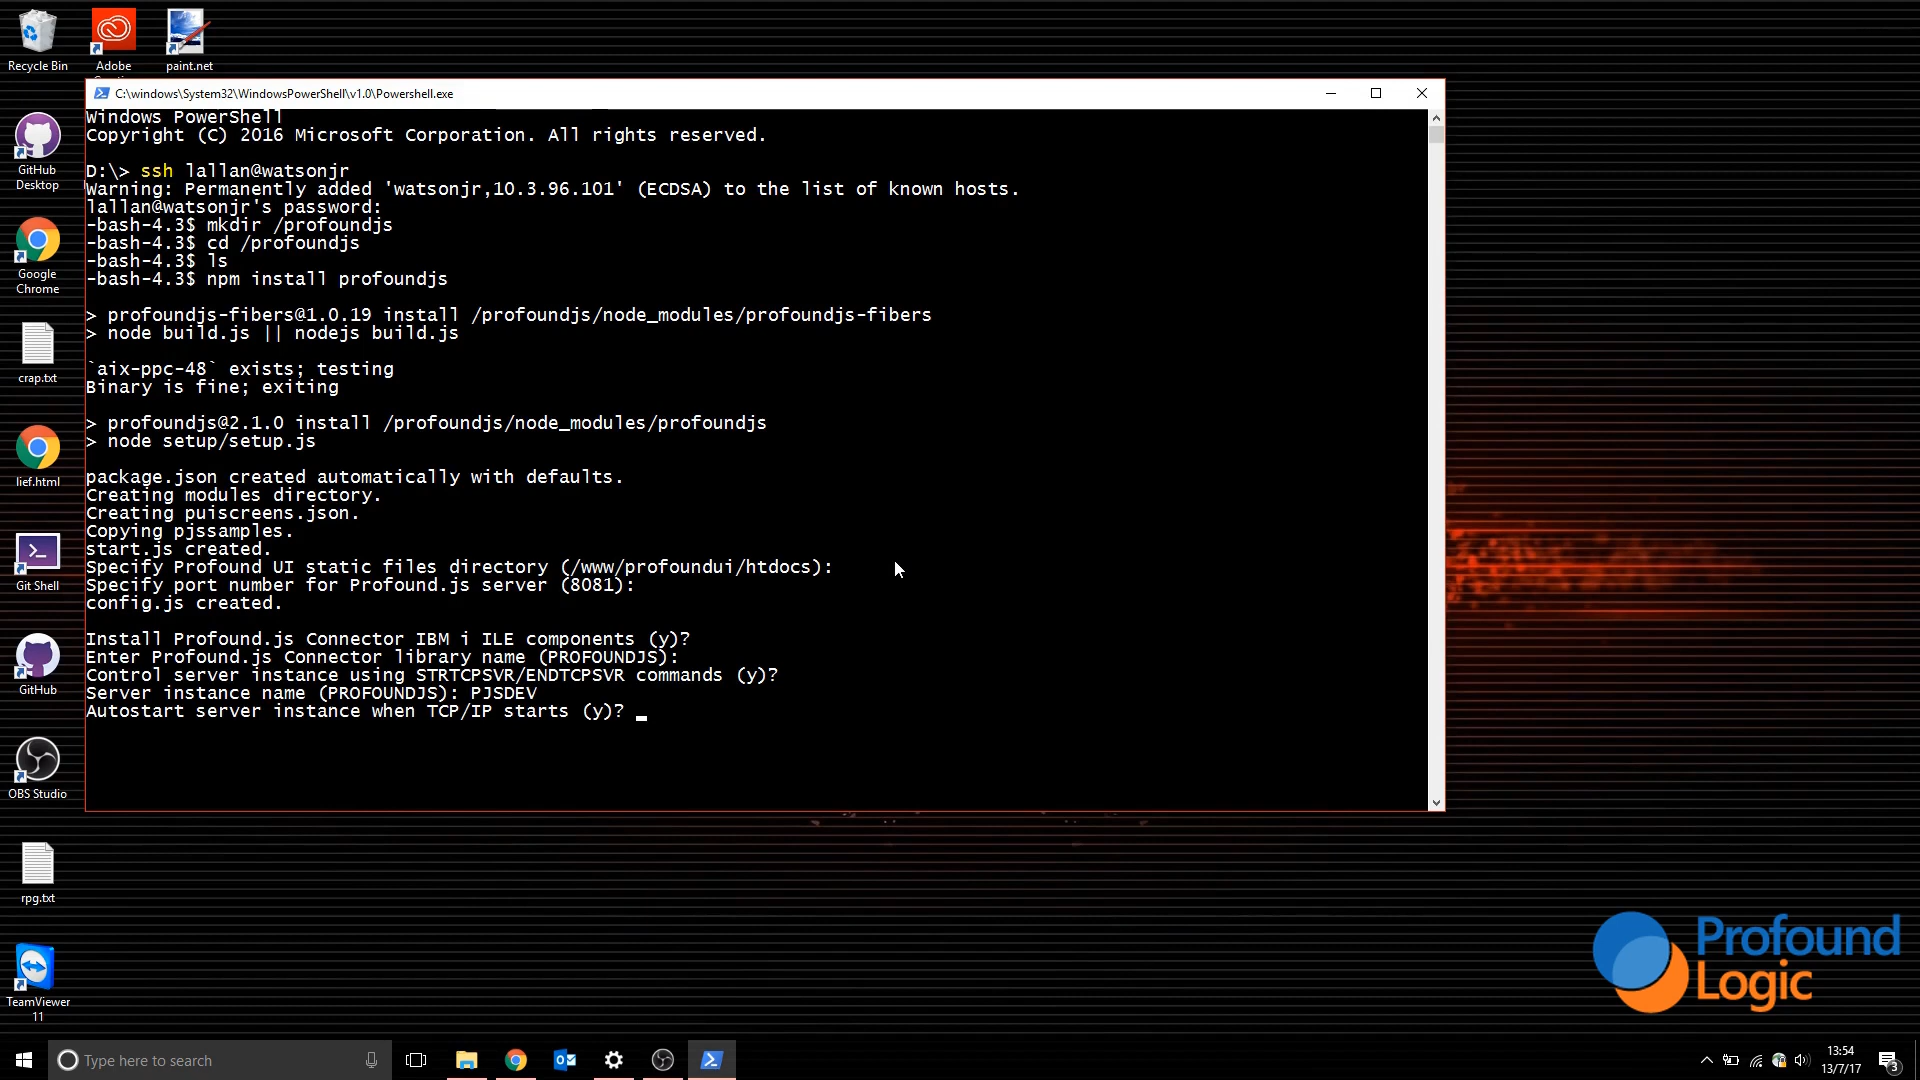 Recycle Bin
Adobe
paint.net
GitHub
Desktop
Google
Chrome
crap.txt
lief.html
Git Shell
GitHub
OBS Studio
rpg.txt
TeamViewer
11
C:\windows\System32\WindowsPowerShell\v1.0\Powershell.exe
Windows PowerShell
Copyright (C) 2016 Microsoft Corporation. All rights reserved.
D:\> ssh lallan@watsonjr
Warning: Permanently added 'watsonjr,10.3.96.101' (ECDSA) to the list of known hosts.
lallan@watsonjr's password:
-bash-4.3$ mkdir /profoundjs
-bash-4.3$ cd /profoundjs
-bash-4.3$ ls
-bash-4.3$ npm install profoundjs
> profoundjs-fibers@1.0.19 install /profoundjs/node_modules/profoundjs-fibers
> node build.js || nodejs build.js
`aix-ppc-48` exists; testing
Binary is fine; exiting
> profoundjs@2.1.0 install /profoundjs/node_modules/profoundjs
> node setup/setup.js
package.json created automatically with defaults.
Creating modules directory.
Creating puiscreens.json.
Copying pjssamples.
start.js created.
Specify Profound UI static files directory (/www/profoundui/htdocs):
Specify port number for Profound.js server (8081):
config.js created.
Install Profound.js Connector IBM i ILE components (y)?
Enter Profound.js Connector library name (PROFOUNDJS):
Control server instance using STRTCPSVR/ENDTCPSVR commands (y)?
Server instance name (PROFOUNDJS): PJSDEV
Autostart server instance when TCP/IP starts (y)?
Profound
Logic
Type here to search
13:54
13/7/17
3